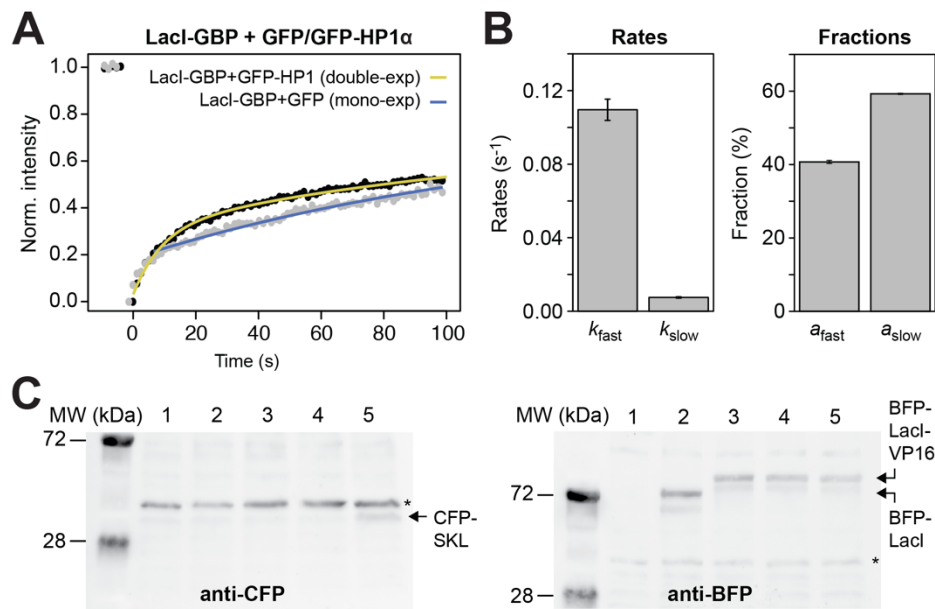 A
LacI-GBP + GFP/GFP-HP1α
Norm. intensity
1.0
0.8
0.6
0.4
0.2
0.0
LacI-GBP+GFP-HP1 (double-exp)
LacI-GBP+GFP (mono-exp)
0 20 40 60 80 100
Time (s)
B
Rates
Rates (s⁻¹)
0.12
0.08
0.04
0.00
k_fast k_slow
Fractions
Fraction (%)
60
40
20
0
a_fast a_slow
C
MW (kDa) 1 2 3 4 5
72
28
*
CFP-
SKL
anti-CFP
MW (kDa) 1 2 3 4 5
72
28
BFP-
LacI-
VP16
BFP-
LacI
*
anti-BFP